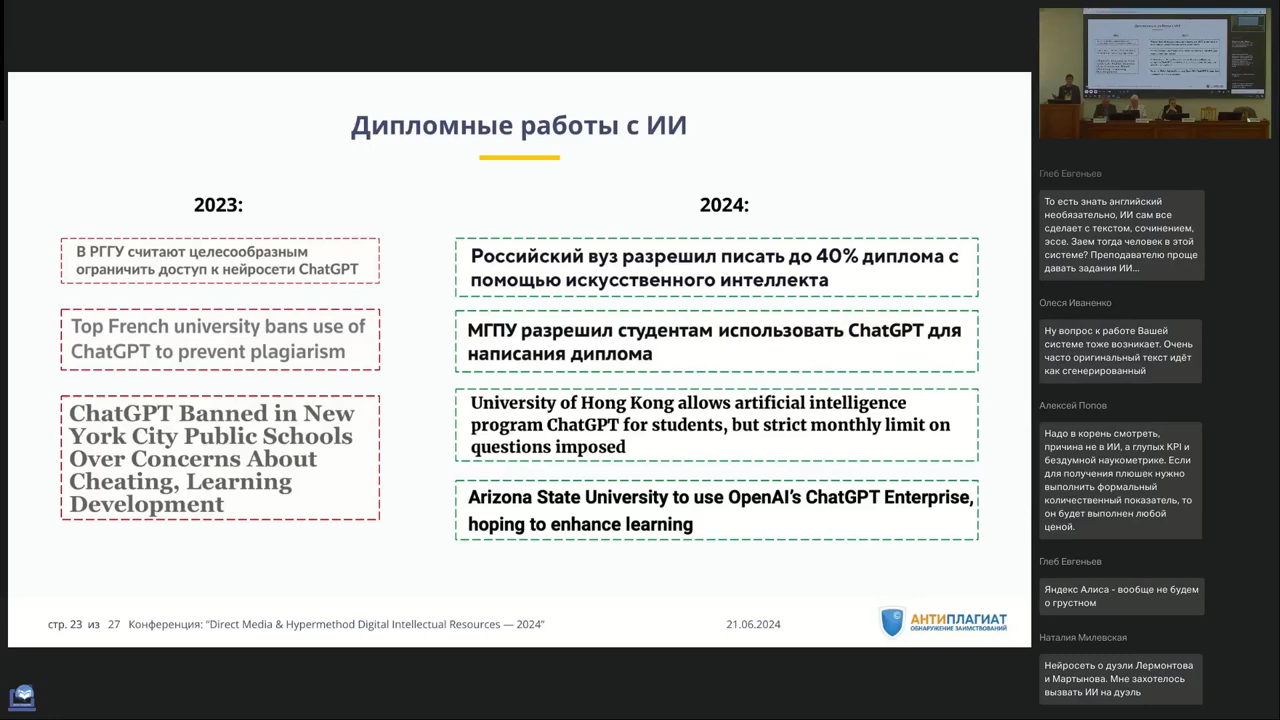 Дипломные работы с ИИ
2023:
В РГГУ считают целесообразным
ограничить доступ к нейросети ChatGPT
Top French university bans use of
ChatGPT to prevent plagiarism
ChatGPT Banned in New
York City Public Schools
Over Concerns About
Cheating, Learning
Development
2024:
Российский вуз разрешил писать до 40% диплома с
помощью искусственного интеллекта
МГПУ разрешил студентам использовать ChatGPT для
написания диплома
University of Hong Kong allows artificial intelligence
program ChatGPT for students, but strict monthly limit on
questions imposed
Arizona State University to use OpenAI’s ChatGPT Enterprise,
hoping to enhance learning
стр. 23 из 27 Конференция: “Direct Media & Hypermethod Digital Intellectual Resources — 2024”
21.06.2024
АНТИПЛАГИАТ
ОБНАРУЖЕНИЕ ЗАИМСТВОВАНИЙ
Глеб Евгеньев
То есть знать английский
необязательно, ИИ сам все
сделает с текстом, сочинением,
эссе. Заем тогда человек в этой
системе? Преподавателю проще
давать задания ИИ...
Олеся Иваненко
Ну вопрос к работе Вашей
системе тоже возникает. Очень
часто оригинальный текст идёт
как сгенерированный
Алексей Попов
Надо в корень смотреть,
причина не в ИИ, а глупых KPI и
бездумной наукометрике. Если
для получения плюшек нужно
выполнить формальный
количественный показатель, то
он будет выполнен любой
ценой.
Глеб Евгеньев
Яндекс Алиса - вообще не будем
о грустном
Наталия Милевская
Нейросеть о дуэли Лермонтова
и Мартынова. Мне захотелось
вызвать ИИ на дуэль